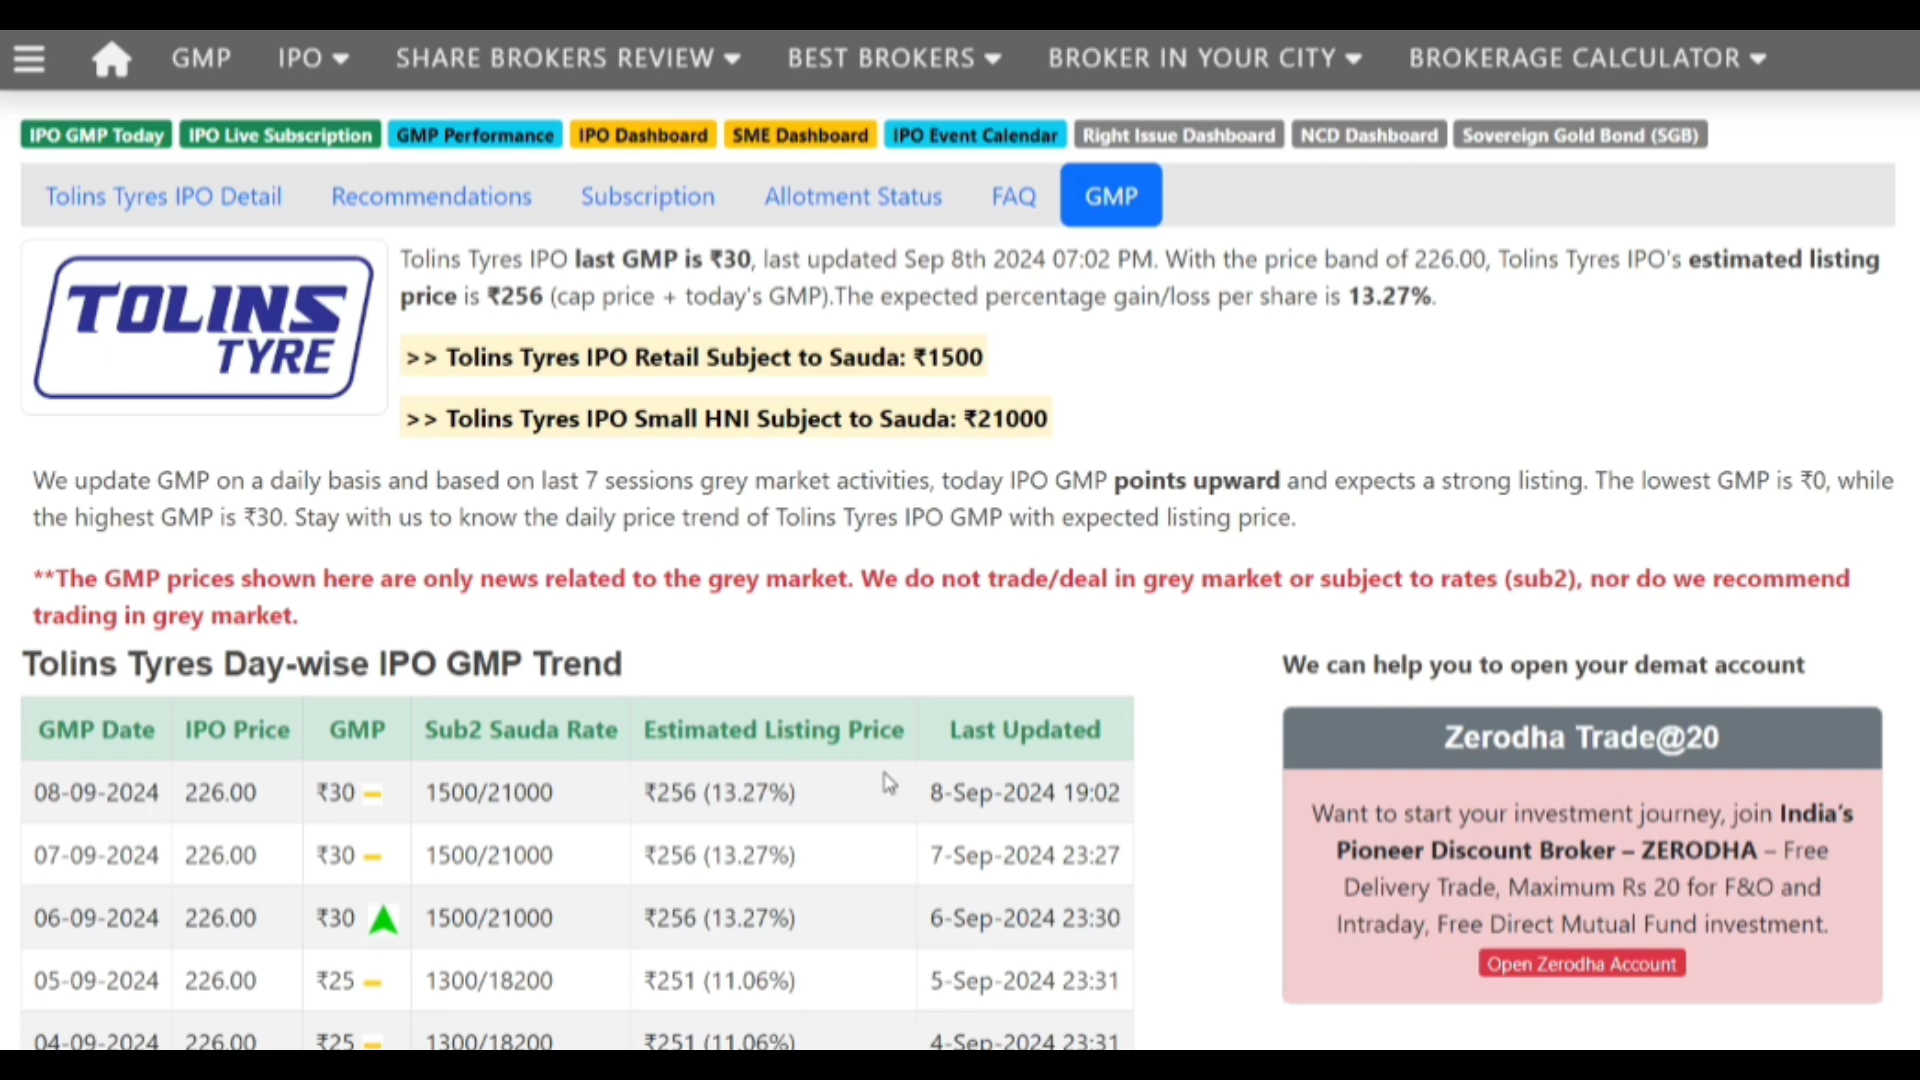 GMP IPO SHARE BROKERS REVIEW BEST BROKERS BROKER IN YOUR CITY BROKERAGE CALCULATOR
IPO GMP Today IPO Live Subscription GMP Performance IPO Dashboard SME Dashboard IPO Event Calendar Right Issue Dashboard NCD Dashboard Sovereign Gold Bond (SGB)
Tolins Tyres IPO Detail Recommendations Subscription Allotment Status FAQ GMP
TOLINS
TYRE
Tolins Tyres IPO last GMP is ₹30, last updated Sep 8th 2024 07:02 PM. With the price band of 226.00, Tolins Tyres IPO's estimated listing
price is ₹256 (cap price + today's GMP).The expected percentage gain/loss per share is 13.27%.
>> Tolins Tyres IPO Retail Subject to Sauda: ₹1500
>> Tolins Tyres IPO Small HNI Subject to Sauda: ₹21000
We update GMP on a daily basis and based on last 7 sessions grey market activities, today IPO GMP points upward and expects a strong listing. The lowest GMP is ₹0, while
the highest GMP is ₹30. Stay with us to know the daily price trend of Tolins Tyres IPO GMP with expected listing price.
**The GMP prices shown here are only news related to the grey market. We do not trade/deal in grey market or subject to rates (sub2), nor do we recommend
trading in grey market.
Tolins Tyres Day-wise IPO GMP Trend
GMP Date IPO Price GMP Sub2 Sauda Rate Estimated Listing Price Last Updated
08-09-2024 226.00 ₹30 1500/21000 ₹256 (13.27%) 8-Sep-2024 19:02
07-09-2024 226.00 ₹30 1500/21000 ₹256 (13.27%) 7-Sep-2024 23:27
06-09-2024 226.00 ₹30 1500/21000 ₹256 (13.27%) 6-Sep-2024 23:30
05-09-2024 226.00 ₹25 1300/18200 ₹251 (11.06%) 5-Sep-2024 23:31
04-09-2024 226.00 ₹25 1300/18200 ₹251 (11.06%) 4-Sep-2024 23:31
We can help you to open your demat account
Zerodha Trade@20
Want to start your investment journey, join India's
Pioneer Discount Broker – ZERODHA – Free
Delivery Trade, Maximum Rs 20 for F&O and
Intraday, Free Direct Mutual Fund investment.
Open Zerodha Account